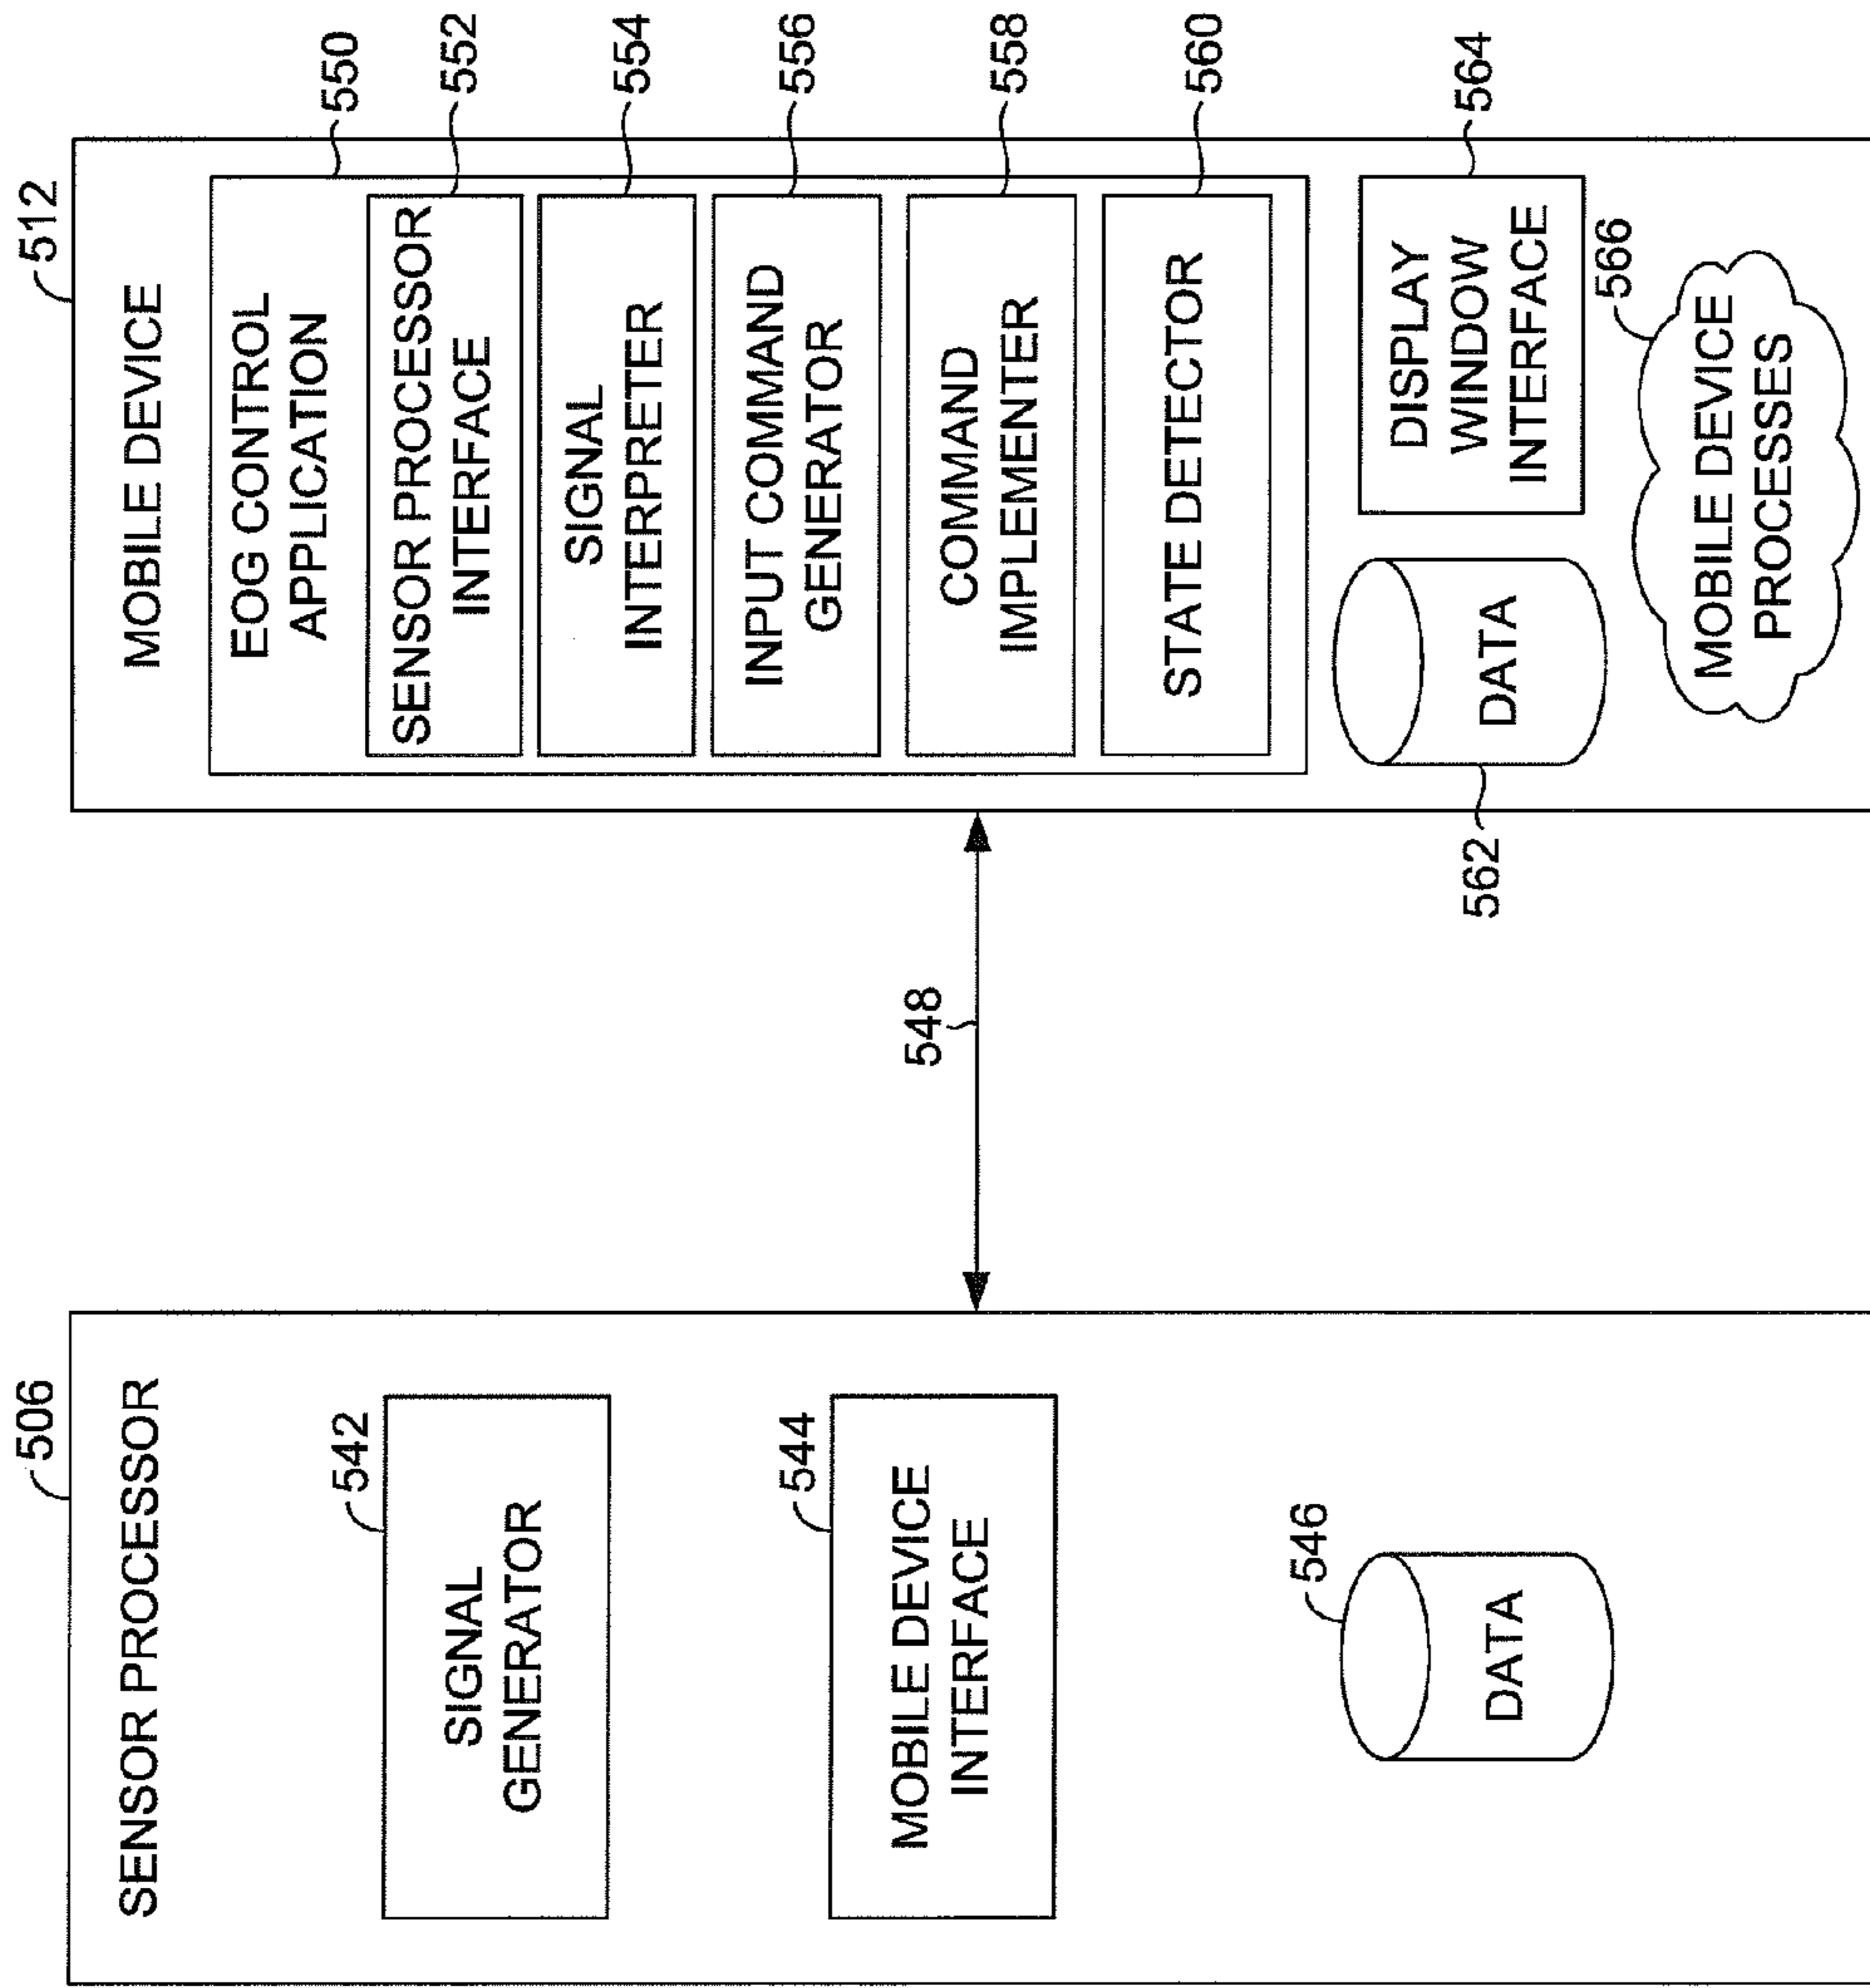 506
SENSOR PROCESSOR
542
SIGNAL
GENERATOR
544
MOBILE DEVICE
INTERFACE
546
DATA
548
512
MOBILE DEVICE
550
EOG CONTROL
APPLICATION
552
SENSOR PROCESSOR
INTERFACE
554
SIGNAL
INTERPRETER
556
INPUT COMMAND
GENERATOR
558
COMMAND
IMPLEMENTER
560
STATE DETECTOR
562
DATA
564
DISPLAY
WINDOW
INTERFACE
566
MOBILE DEVICE
PROCESSES